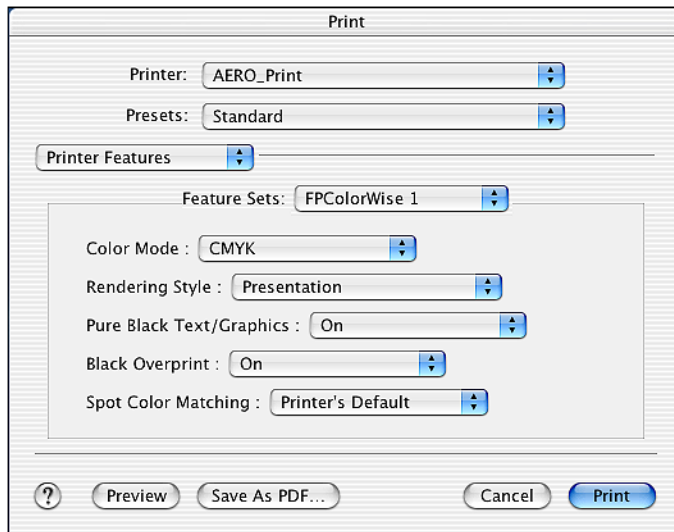 Print
Printer: AERO_Print
Presets: Standard
Printer Features
Feature Sets: FPColorWise 1
Color Mode : CMYK
Rendering Style : Presentation
Pure Black Text/Graphics : On
Black Overprint : On
Spot Color Matching : Printer's Default
? Preview Save As PDF... Cancel Print